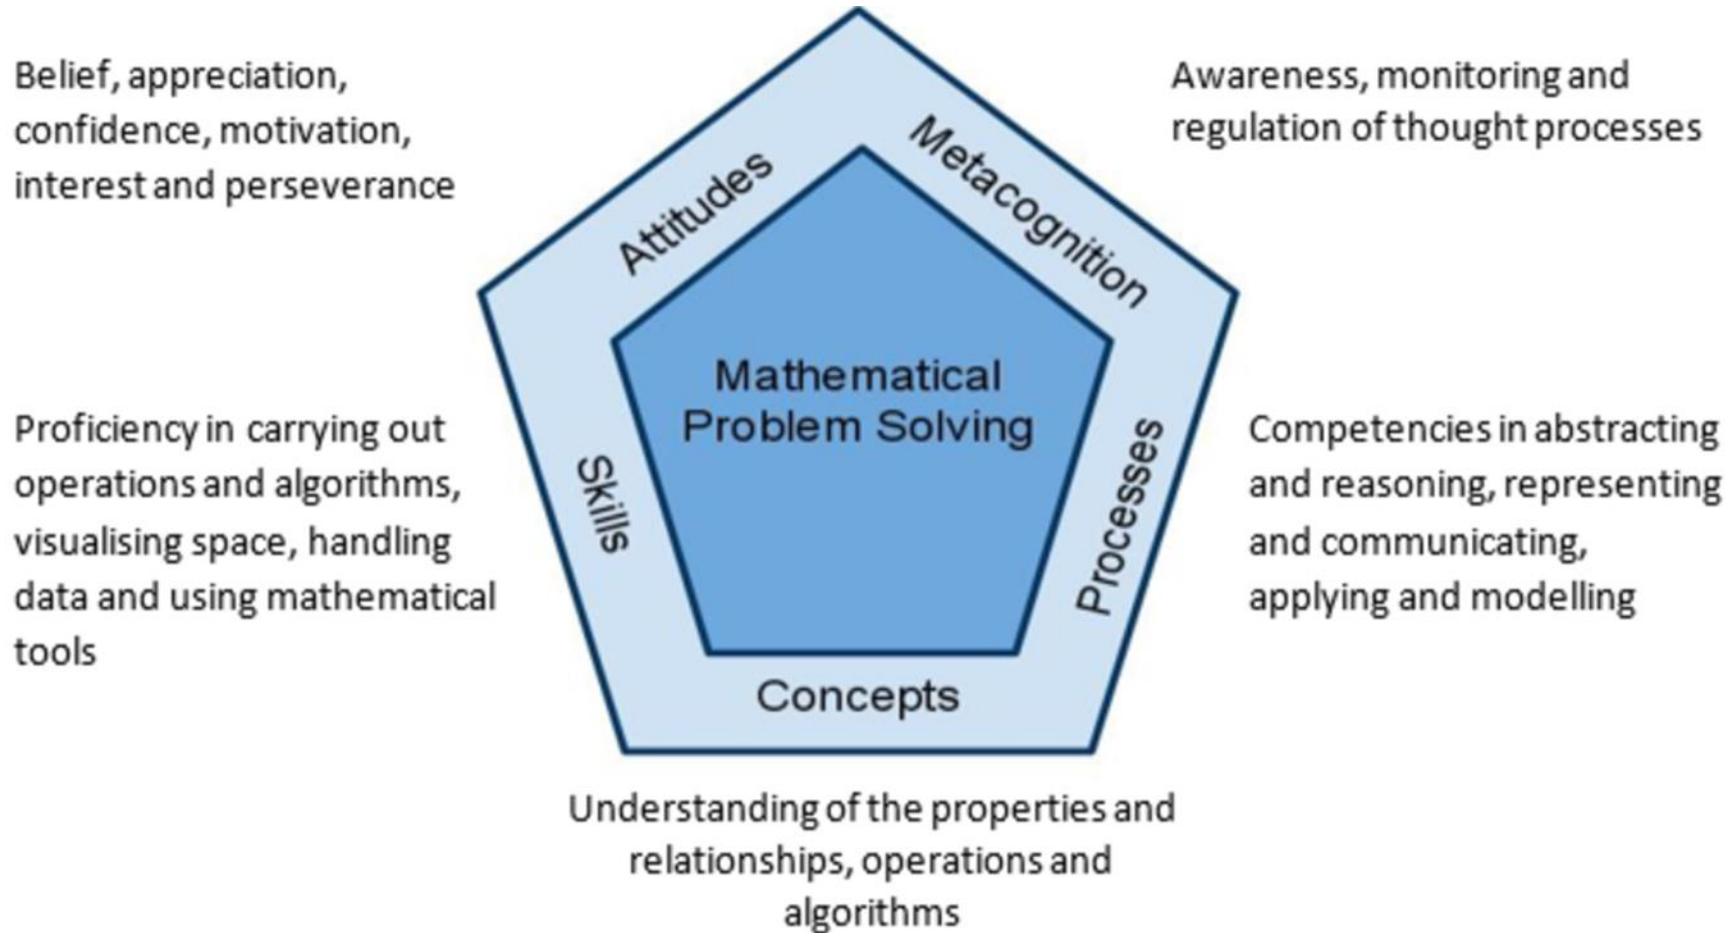 Belief, appreciation,
confidence, motivation,
interest and perseverance
Awareness, monitoring and
regulation of thought processes
Attitudes
Metacognition
Mathematical
Problem Solving
Proficiency in carrying out
operations and algorithms,
visualising space, handling
data and using mathematical
tools
Skills
Processes
Competencies in abstracting
and reasoning, representing
and communicating,
applying and modelling
Concepts
Understanding of the properties and
relationships, operations and
algorithms